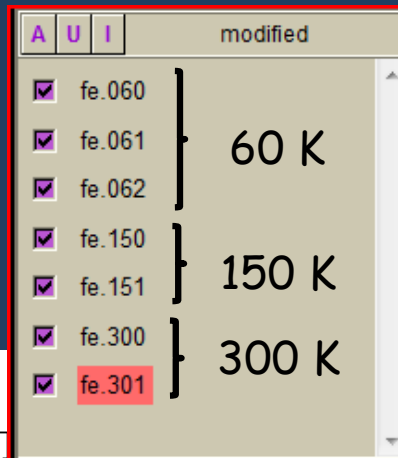 A U I modified
fe.060
fe.061
60 K
fe.062
fe.150
150 K
fe.151
fe.300
300 K
fe.301